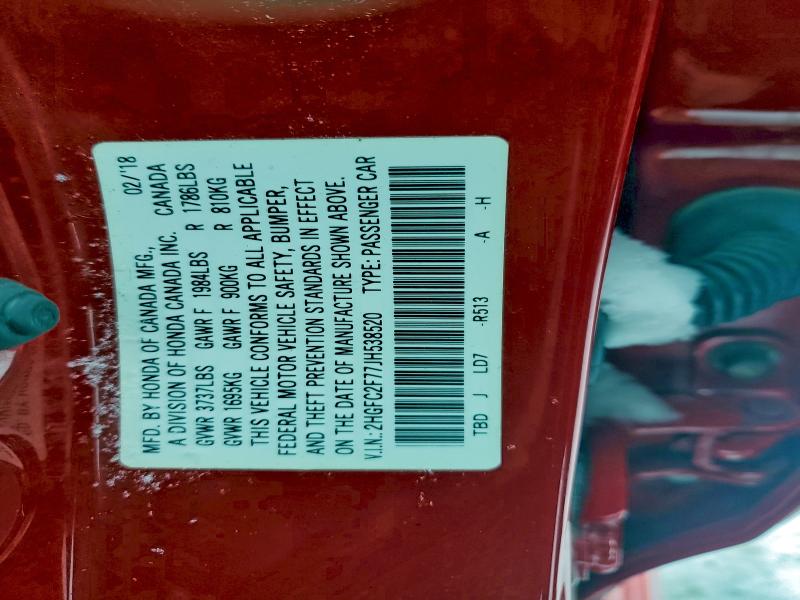 MFD. BY HONDA OF CANADA MFG., 02/'18
A DIVISION OF HONDA CANADA INC. CANADA
GVWR 3737LBS GAWR F 1984LBS R 1786LBS
GVWR 1695KG GAWR F 900KG R 810KG
THIS VEHICLE CONFORMS TO ALL APPLICABLE
FEDERAL MOTOR VEHICLE SAFETY, BUMPER,
AND THEFT PREVENTION STANDARDS IN EFFECT
ON THE DATE OF MANUFACTURE SHOWN ABOVE.
V.I.N.: 2HGFC2F77JH538520 TYPE: PASSENGER CAR
TBD J LD7 -R513 -A -H